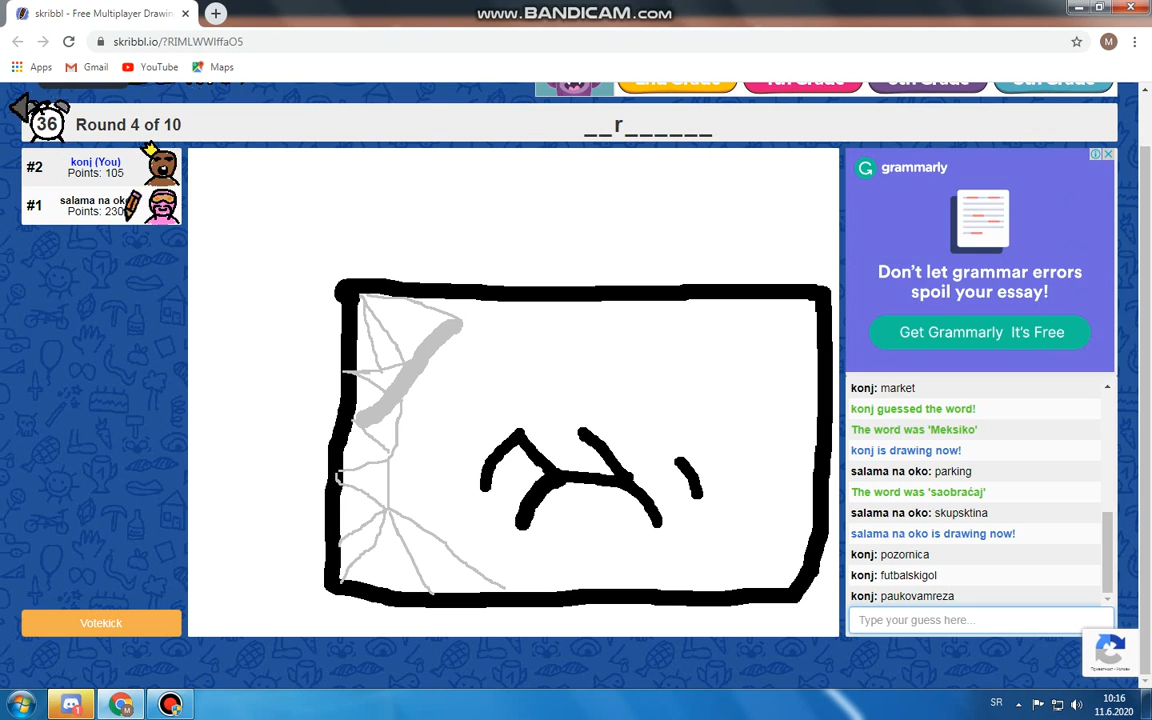 skribbl - Free Multiplayer Drawin
www.BANDICAM.com
skribbl.io/?RIMLWWlffaO5
M
Apps Gmail YouTube Maps
36 Round 4 of 10
__r______
#2 konj (You)
Points: 105
#1 salama na oko
Points: 230
grammarly
Don't let grammar errors
spoil your essay!
Get Grammarly It's Free
konj: market
konj guessed the word!
The word was 'Meksiko'
konj is drawing now!
salama na oko: parking
The word was 'saobraćaj'
salama na oko: skupsktina
salama na oko is drawing now!
konj: pozornica
konj: futbalskigol
konj: paukovamreza
Type your guess here...
Votekick
SR
10:16
11.6.2020